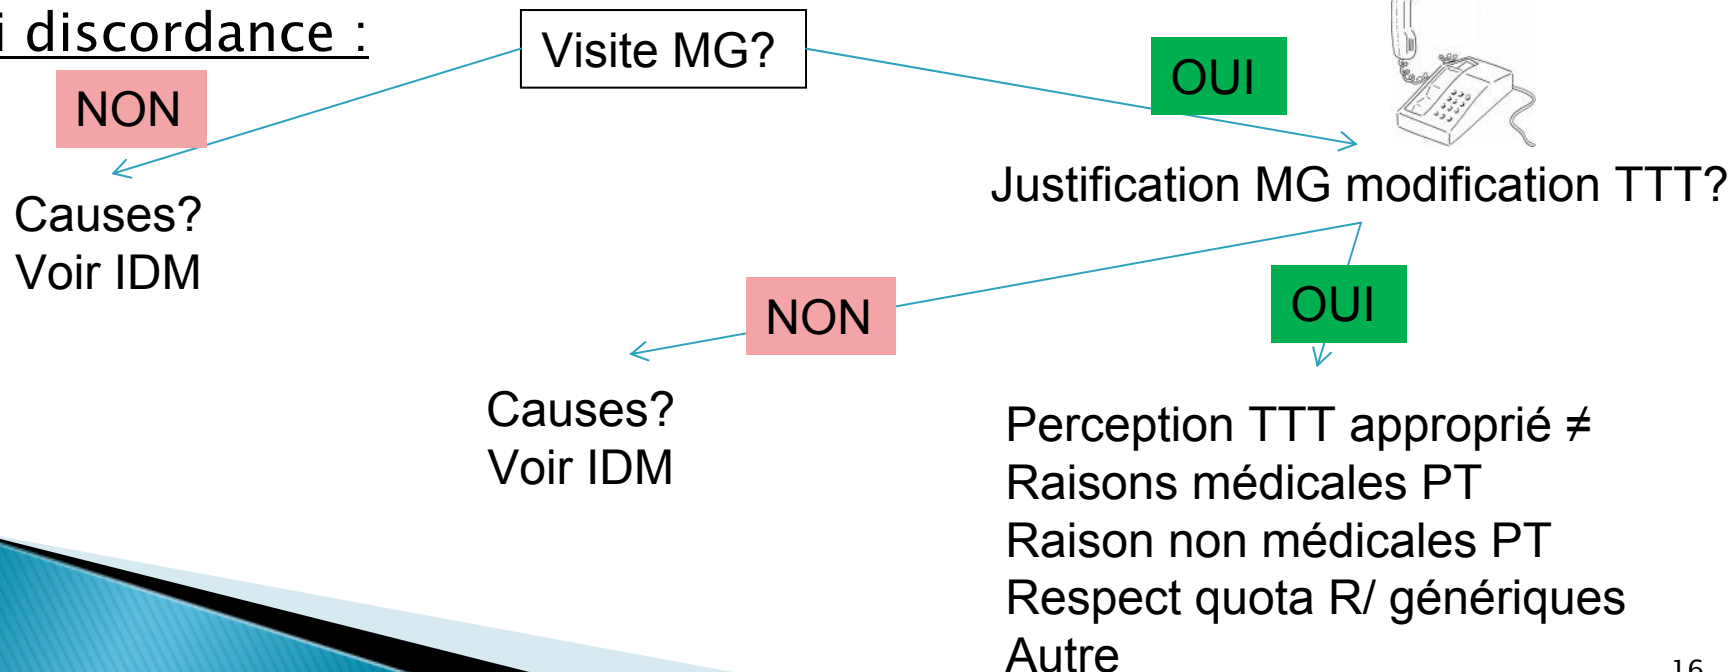 i discordance :
Visite MG?
NON
OUI
Justification MG modification TTT?
Causes?
Voir IDM
NON
OUI
Causes?
Voir IDM
Perception TTT approprié ≠
Raisons médicales PT
Raison non médicales PT
Respect quota R/ génériques
Autre
16